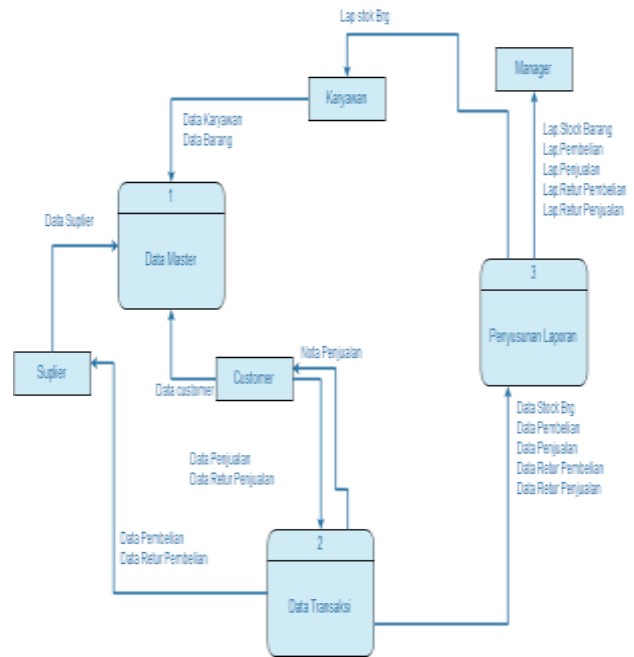 Lap stok Brg
Manager
Karyawan
Data Karyawan
Data Barang
Lap Stock Barang
Lap Pembelian
Lap Penjualan
Lap Retur Pembelian
Lap Retur Penjualan
1
Data Master
Data Suplier
3
Penyusunan Laporan
Nota Penjualan
Suplier
Customer
Data customer
Data Stock Brg
Data Pembelian
Data Penjualan
Data Retur Pembelian
Data Retur Penjualan
Data Penjualan
Data Retur Penjualan
Data Pembelian
Data Retur Pembelian
2
Data Transaksi